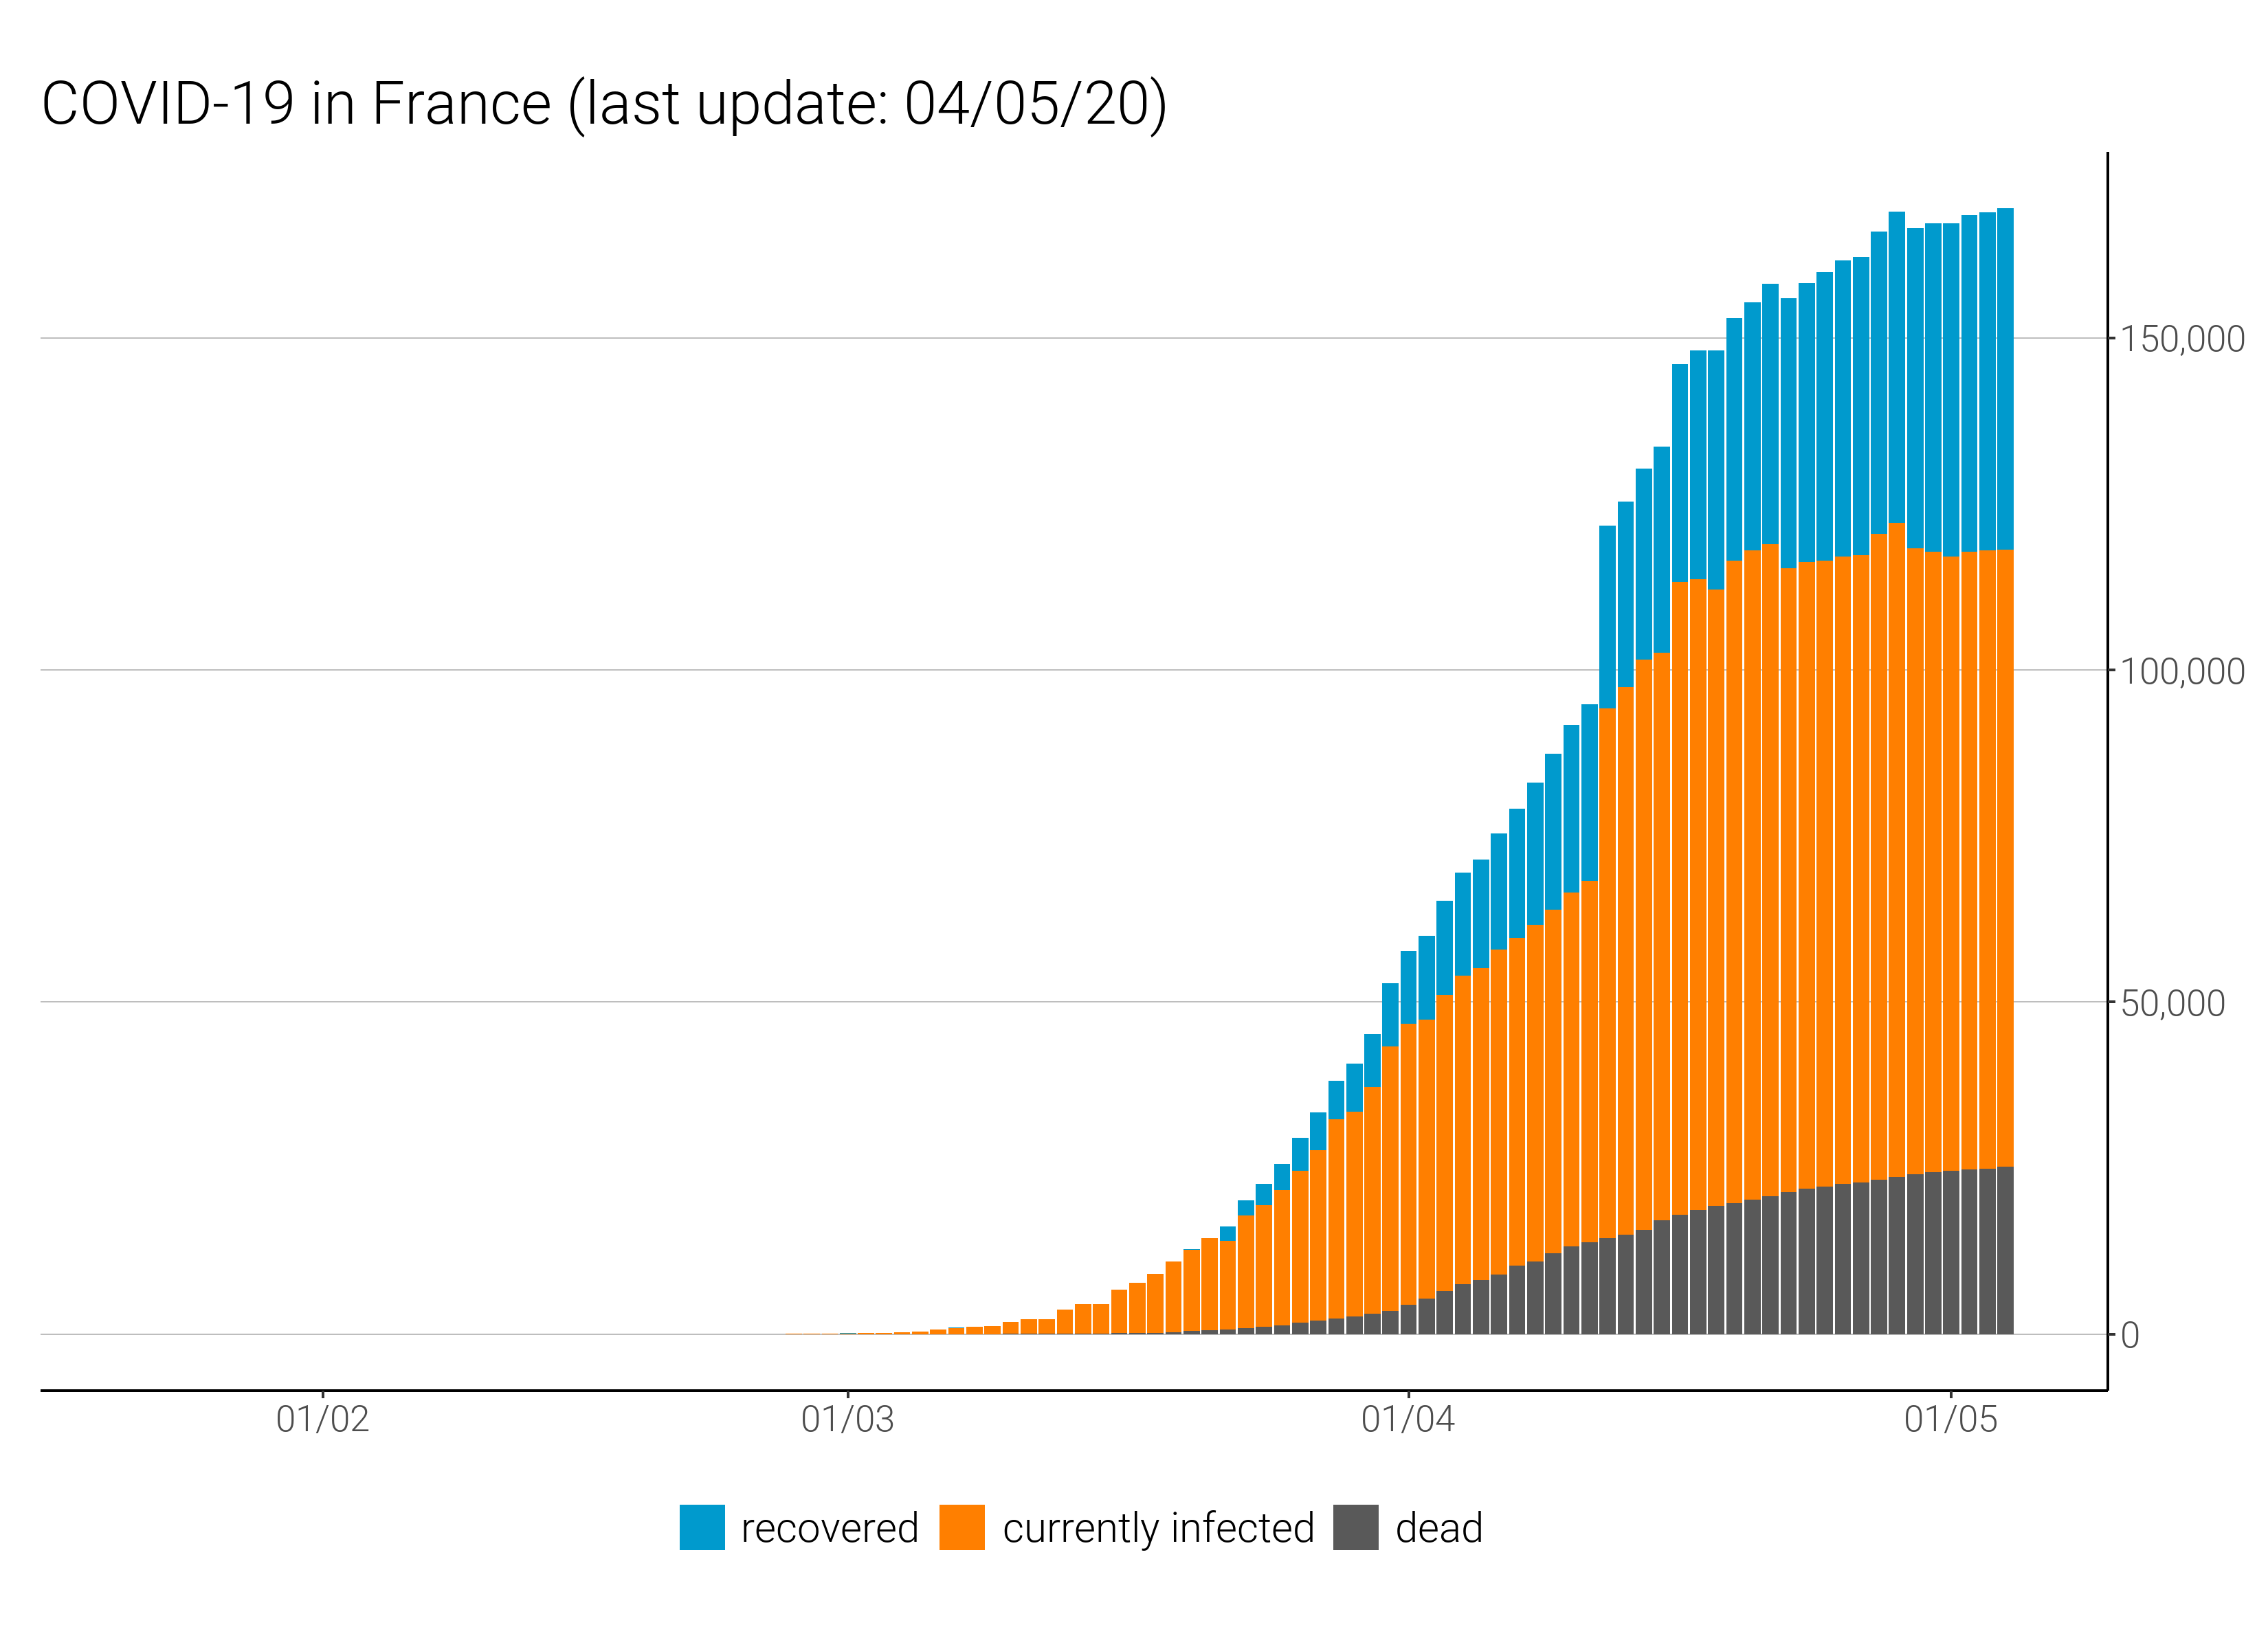 COVID-19 in France (last update: 04/05/20)
150,000
100,000
50,000
0
01/02 01/03 01/04 01/05
recovered currently infected dead